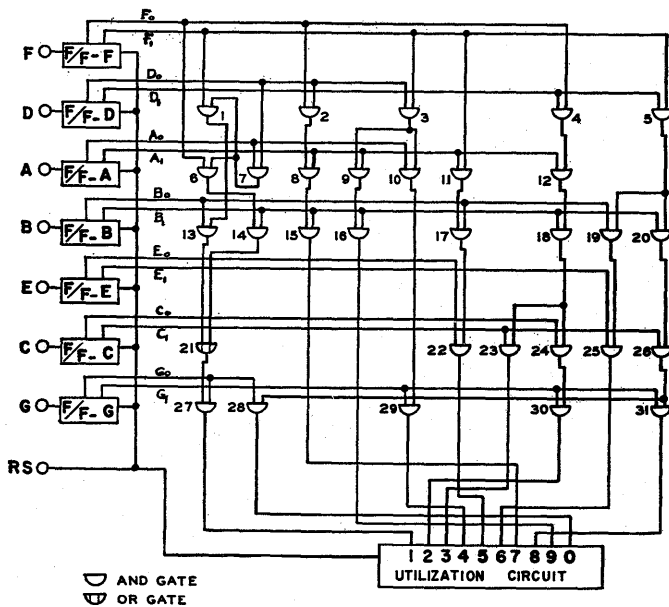 F₀
F₁
F
F/F-F
D₀
D₁
D
F/F-D
1
2
3
4
5
A₀
A₁
A
F/F-A
6
7
8
9
10
11
12
B₀
B₁
B
F/F-B
13
14
15
16
17
18
19
20
E₀
E₁
E
F/F-E
C₀
C₁
C
F/F-C
21
22
23
24
25
26
G₀
G₁
G
F/F-G
27
28
29
30
31
RS
1 2 3 4 5 6 7 8 9 0
UTILIZATION CIRCUIT
AND GATE
OR GATE